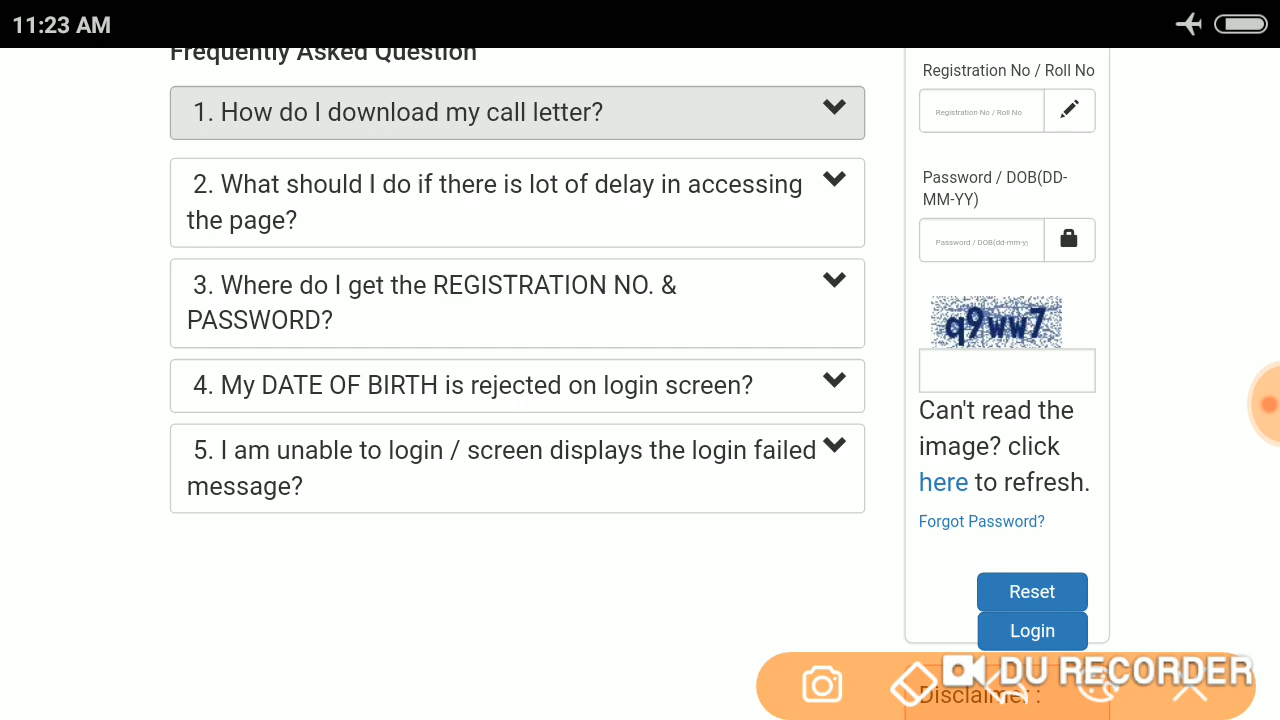 11:23 AM
Frequently Asked Question
1. How do I download my call letter?
2. What should I do if there is lot of delay in accessing
the page?
3. Where do I get the REGISTRATION NO. &
PASSWORD?
4. My DATE OF BIRTH is rejected on login screen?
5. I am unable to login / screen displays the login failed
message?
Registration No / Roll No
Registration No / Roll No
Password / DOB(DD-
MM-YY)
Password / DOB(dd-mm-y
q9ww7
Can't read the
image? click
here to refresh.
Forgot Password?
Reset
Login
DU RECORDER
Disclaimer :